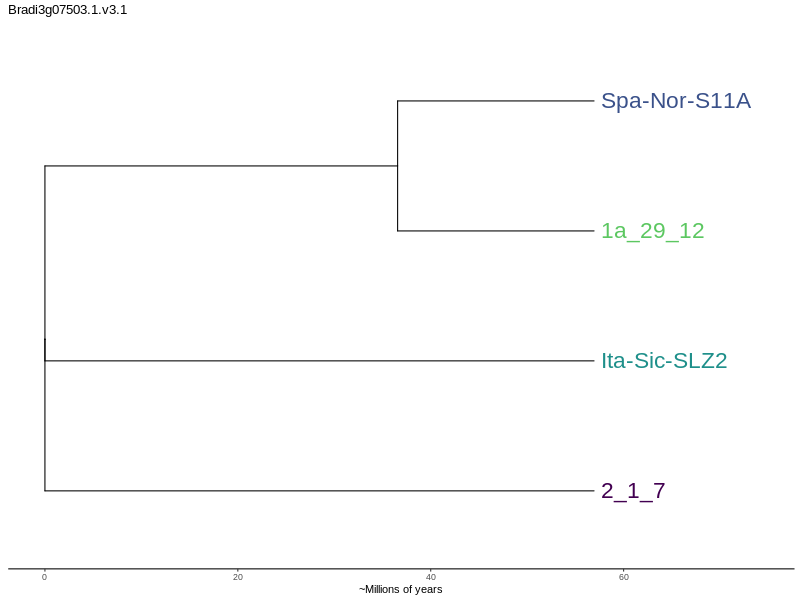 Bradi3g07503.1.v3.1
Spa-Nor-S11A
1a_29_12
Ita-Sic-SLZ2
2_1_7
0 20 40 60
~Millions of years